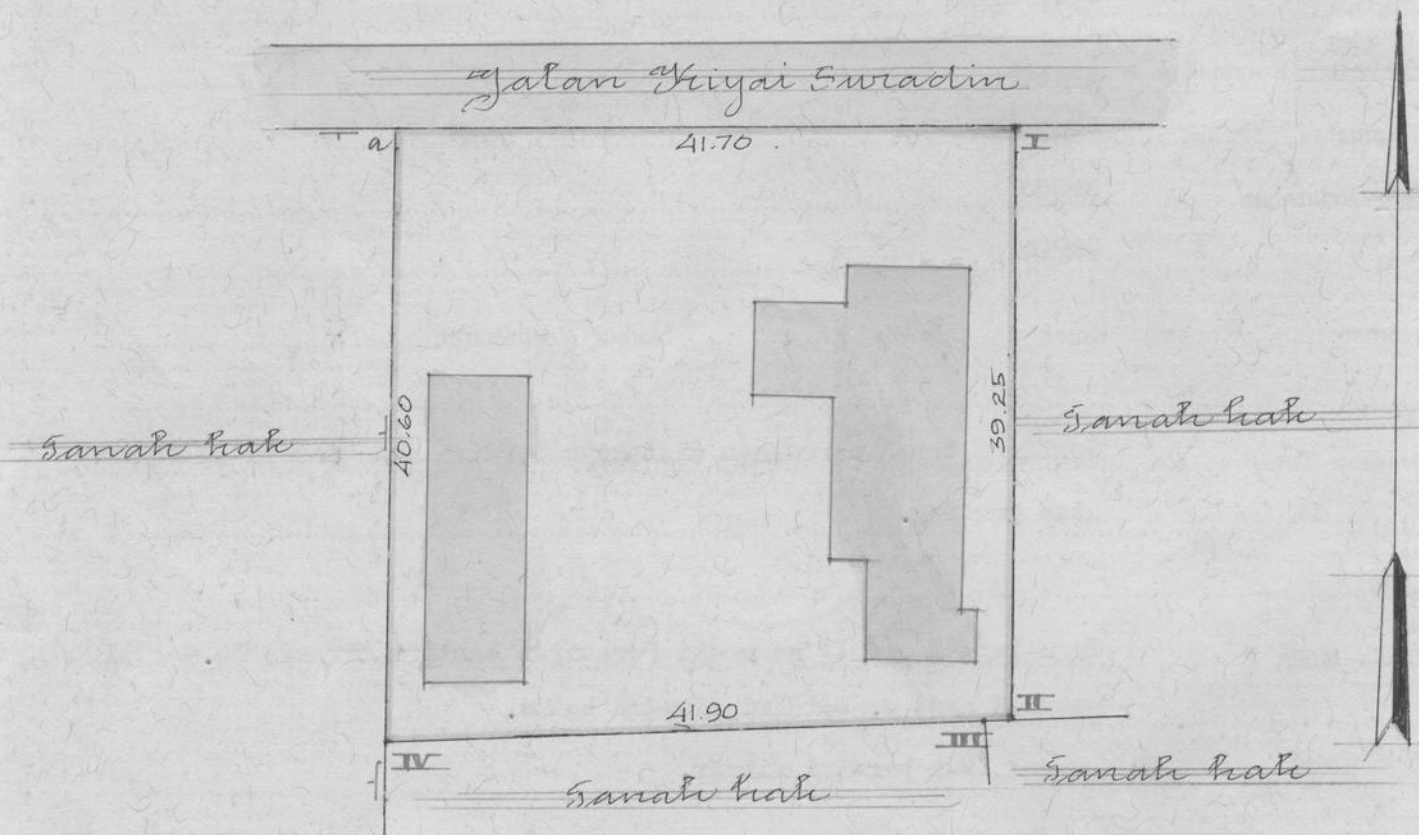 Jalan Kiyai Suradin
a
41.70
I
40.60
39.25
Tanah hak
Tanah hak
41.90
II
III
IV
Tanah hak
Tanah hak